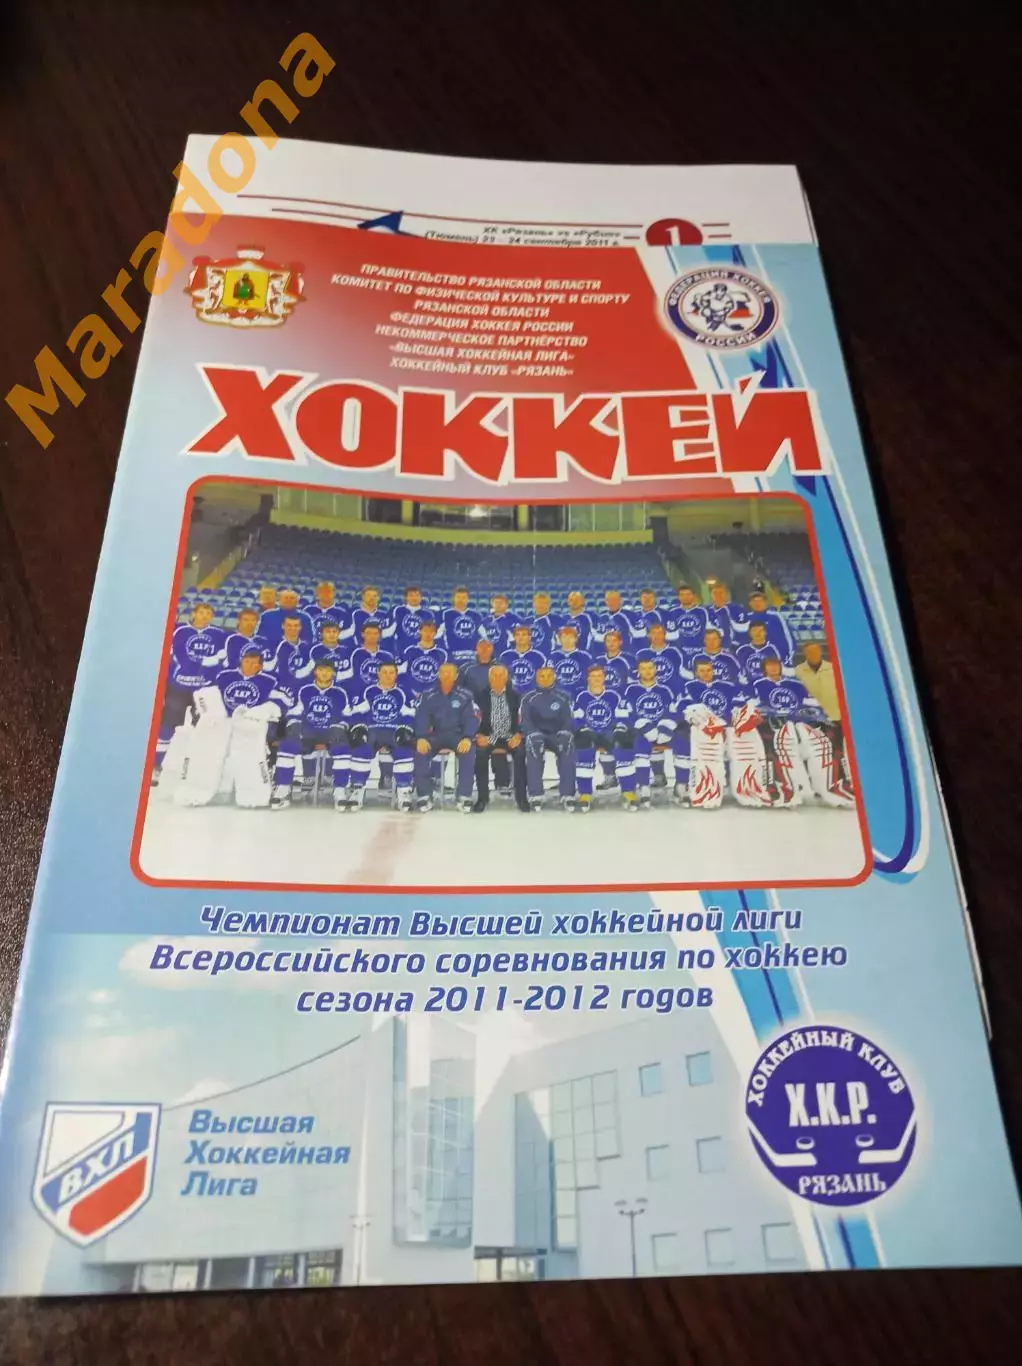 Maradona
ХК «Рязань» vs «Рубин»
(Тюмень) 23 - 24 сентября 2011 г.
1
ПРАВИТЕЛЬСТВО РЯЗАНСКОЙ ОБЛАСТИ
КОМИТЕТ ПО ФИЗИЧЕСКОЙ КУЛЬТУРЕ И СПОРТУ
РЯЗАНСКОЙ ОБЛАСТИ
ФЕДЕРАЦИЯ ХОККЕЯ РОССИИ
НЕКОММЕРЧЕСКОЕ ПАРТНЁРСТВО
«ВЫСШАЯ ХОККЕЙНАЯ ЛИГА»
ХОККЕЙНЫЙ КЛУБ «РЯЗАНЬ»
ФЕДЕРАЦИЯ ХОККЕЯ
РОССИИ
ХОККЕЙ
Чемпионат Высшей хоккейной лиги
Всероссийского соревнования по хоккею
сезона 2011-2012 годов
ВХЛ
Высшая
Хоккейная
Лига
ХОККЕЙНЫЙ КЛУБ
Х.К.Р.
РЯЗАНЬ